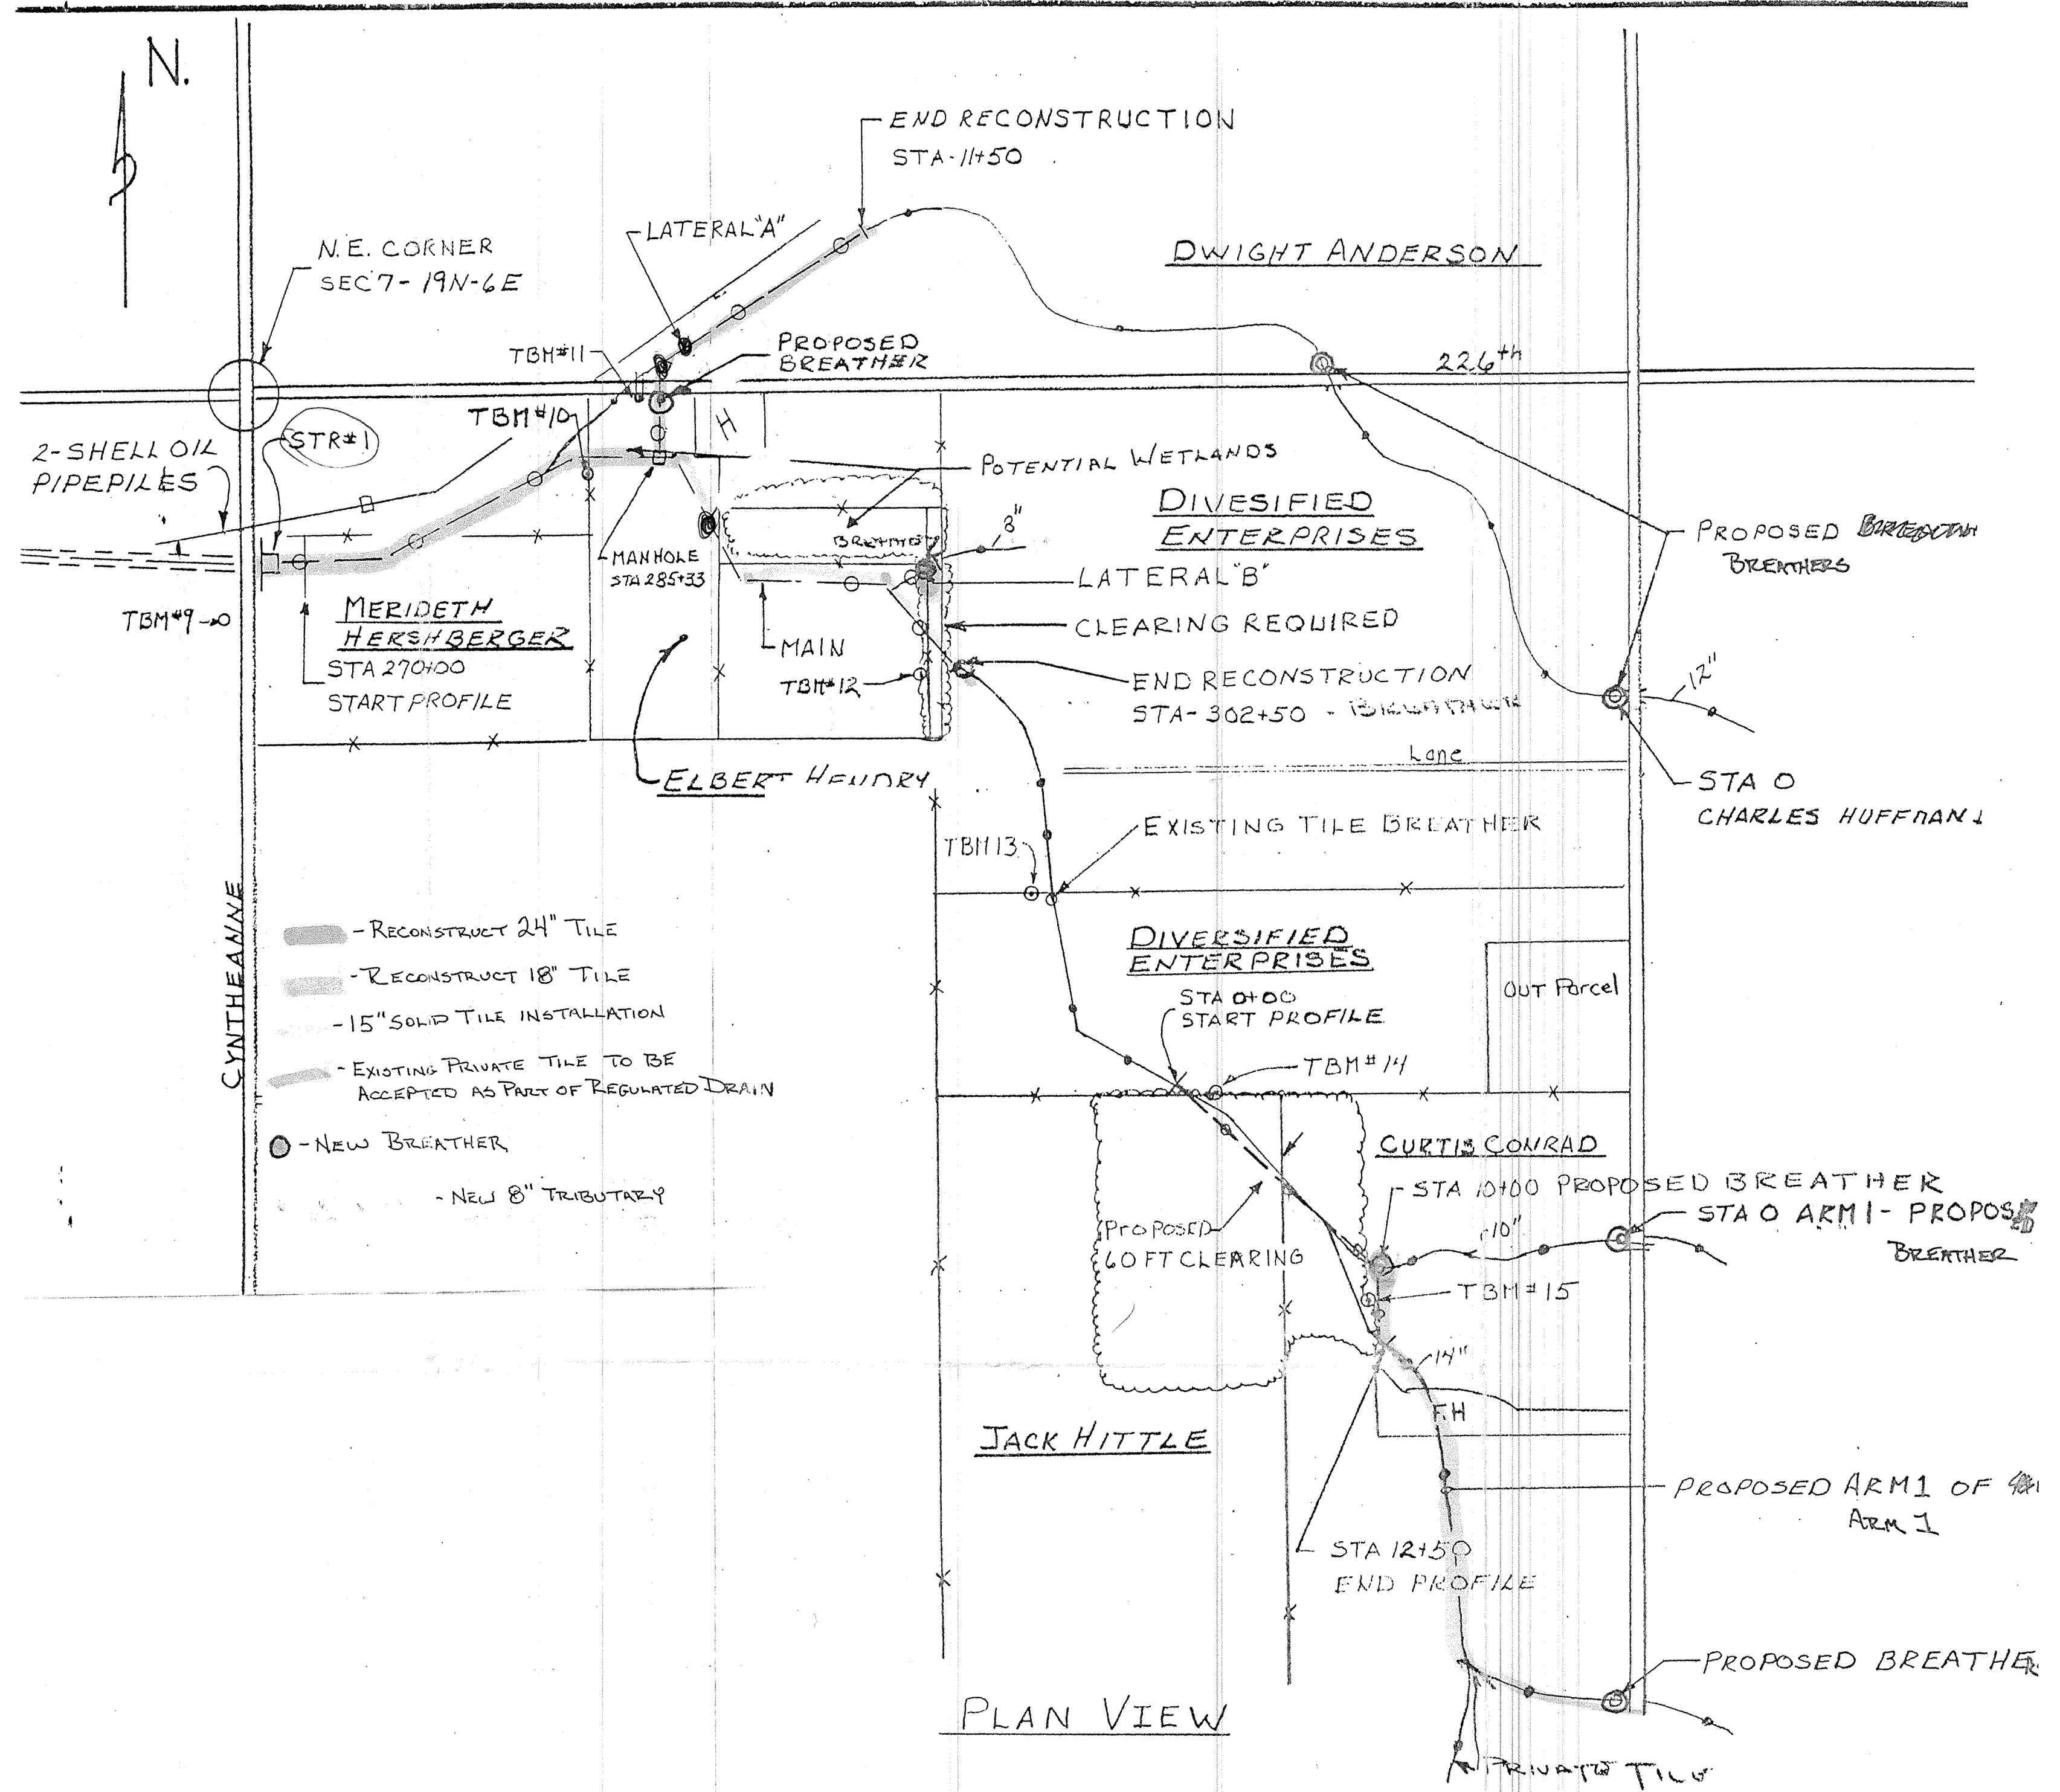 N.
END RECONSTRUCTION
STA-11+50
LATERAL "A"
N.E. CORNER
SEC 7-19N-6E
DWIGHT ANDERSON
TBM#11
PROPOSED
BREATHER
226th
TBM#10
H
2-SHELL OIL
PIPEPILES
STR#1
POTENTIAL WETLANDS
DIVESIFIED
ENTERPRISES
8"
PROPOSED
BREATHERS
MANHOLE
STA 285+33
LATERAL "B"
TBM#9
MERIDETH
HERSHBERGER
CLEARING REQUIRED
MAIN
STA 270+00
START PROFILE
TBM#12
END RECONSTRUCTION
STA-302+50 -
12"
Lane
ELBERT HENDRY
STA 0
CHARLES HUFFMAN
EXISTING TILE BREATHER
TBM13
CYNTHEANNE
- RECONSTRUCT 24" TILE
- RECONSTRUCT 18" TILE
- 15" SOLID TILE INSTALLATION
- EXISTING PRIVATE TILE TO BE
ACCEPTED AS PART OF REGULATED DRAIN
- NEW BREATHER
- NEW 8" TRIBUTARY
DIVERSIFIED
ENTERPRISES
OUT Parcel
STA 0+00
START PROFILE
TBM#14
CURTIS CONRAD
STA 10+00 PROPOSED BREATHER
STA 0 ARM 1 - PROPOSED
BREATHER
10"
PROPOSED
60 FT CLEARING
TBM#15
14"
F.H
JACK HITTLE
PROPOSED ARM 1 OF
ARM 1
STA 12+50
END PROFILE
PROPOSED BREATHER
PLAN VIEW
PRIVATE TILE